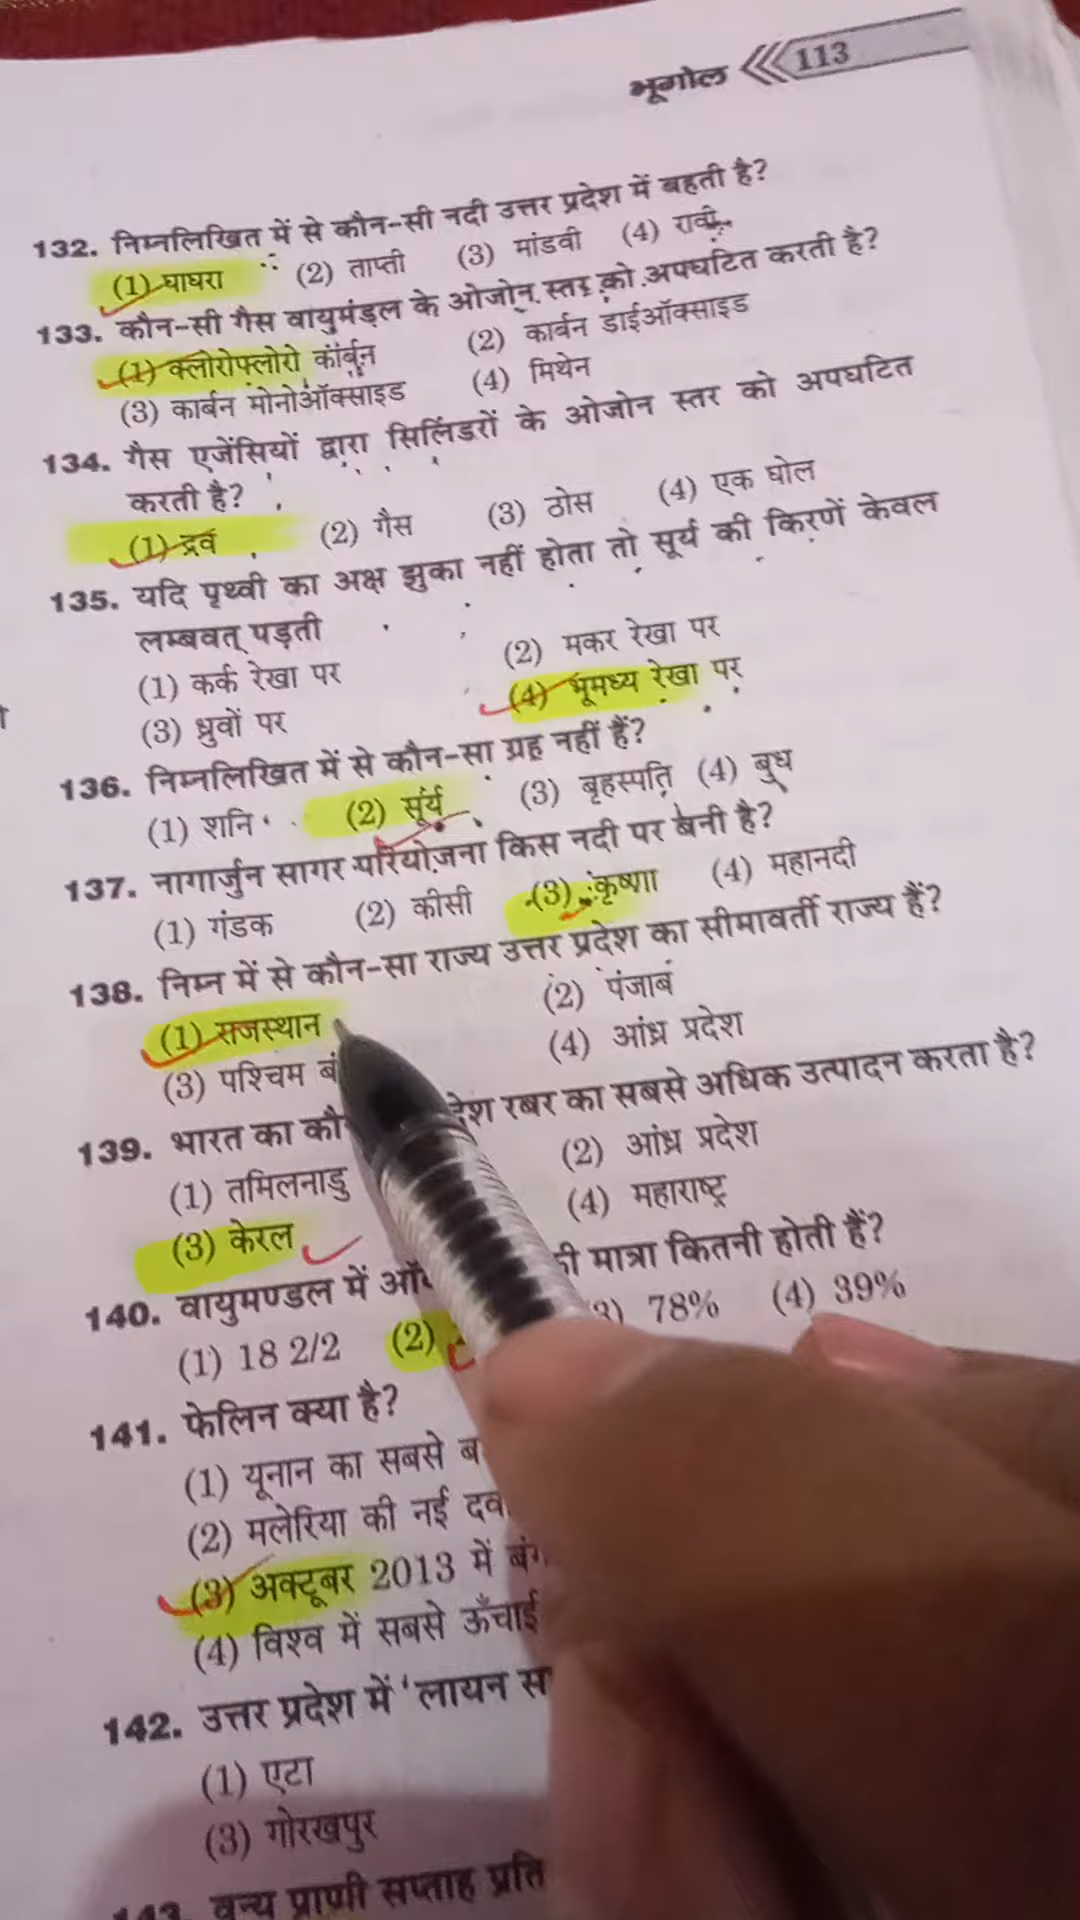 भूगोल 113
132. निम्नलिखित में से कौन-सी नदी उत्तर प्रदेश में बहती है?
(1) घाघरा (2) ताप्ती (3) मांडवी (4) रावी
133. कौन-सी गैस वायुमंडल के ओजोन स्तर को अपघटित करती है?
(1) क्लोरोफ्लोरो कार्बन (2) कार्बन डाईऑक्साइड
(3) कार्बन मोनोऑक्साइड (4) मिथेन
134. गैस एजेंसियों द्वारा सिलिंडरों के ओजोन स्तर को अपघटित
करती है?
(1) द्रव (2) गैस (3) ठोस (4) एक घोल
135. यदि पृथ्वी का अक्ष झुका नहीं होता तो सूर्य की किरणें केवल
लम्बवत् पड़ती
(1) कर्क रेखा पर (2) मकर रेखा पर
(3) ध्रुवों पर (4) भूमध्य रेखा पर
136. निम्नलिखित में से कौन-सा ग्रह नहीं हैं?
(1) शनि (2) सूर्य (3) बृहस्पति (4) बुध
137. नागार्जुन सागर परियोजना किस नदी पर बनी है?
(1) गंडक (2) कीसी (3) कृष्णा (4) महानदी
138. निम्न में से कौन-सा राज्य उत्तर प्रदेश का सीमावर्ती राज्य हैं?
(1) राजस्थान (2) पंजाब
(3) पश्चिम (4) आंध्र प्रदेश
139. भारत का रबर का सबसे अधिक उत्पादन करता है?
(1) तमिलनाडु (2) आंध्र प्रदेश
(3) केरल (4) महाराष्ट्र
140. वायुमण्डल में की मात्रा कितनी होती हैं?
(1) 18 2/2 (2) 78% (4) 39%
141. फेलिन क्या है?
(1) यूनान का सबसे
(2) मलेरिया की नई
(3) अक्टूबर 2013 में
(4) विश्व में सबसे ऊँचाई
142. उत्तर प्रदेश में 'लायन
(1) एटा
(3) गोरखपुर
143. वन्य प्राणी सप्ताह प्रति